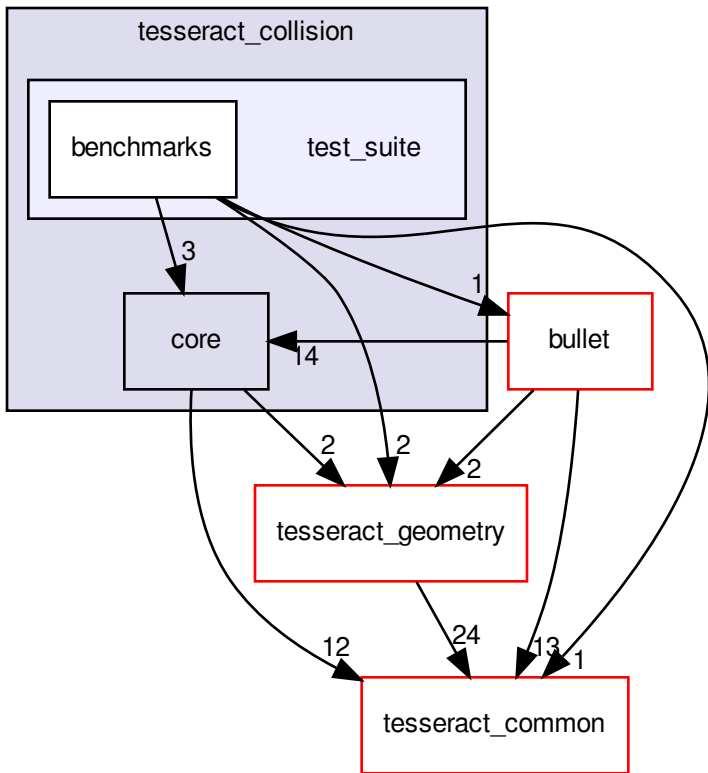 tesseract_collision
benchmarks
test_suite
3
1
core
bullet
14
2
2
2
tesseract_geometry
12
24
13
1
tesseract_common